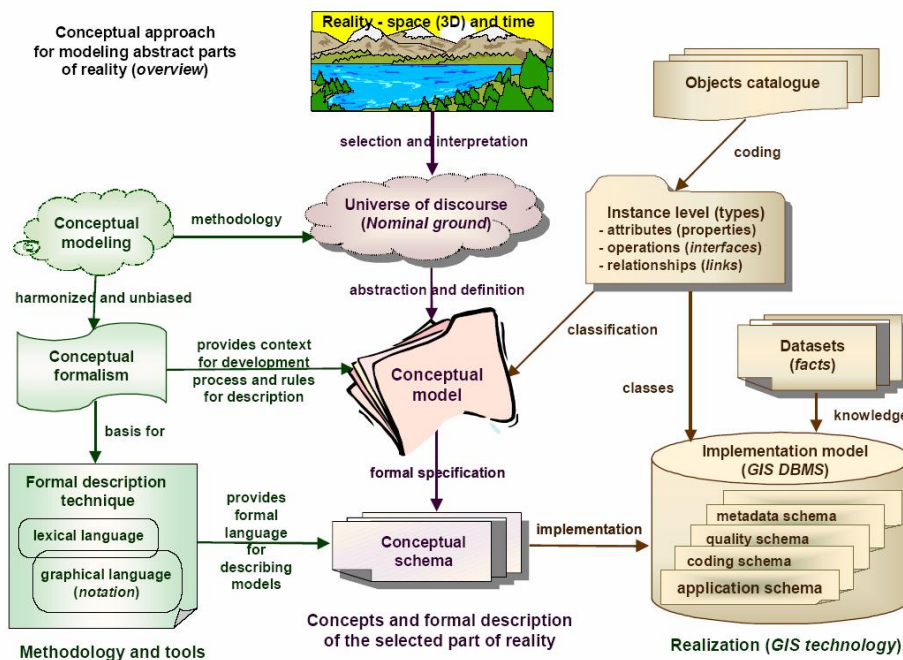 Conceptual approach
for modeling abstract parts
of reality (overview)
Reality - space (3D) and time
Objects catalogue
selection and interpretation
coding
Conceptual
modeling
methodology
Universe of discourse
(Nominal ground)
Instance level (types)
- attributes (properties)
- operations (interfaces)
- relationships (links)
harmonized and unbiased
abstraction and definition
classification
Conceptual
formalism
provides context
for development
process and rules
for description
Conceptual
model
classes
Datasets
(facts)
knowledge
basis for
formal specification
Formal description
technique
lexical language
graphical language
(notation)
provides
formal
language
for
describing
models
Conceptual
schema
implementation
Implementation model
(GIS DBMS)
metadata schema
quality schema
coding schema
application schema
Methodology and tools
Concepts and formal description
of the selected part of reality
Realization (GIS technology)